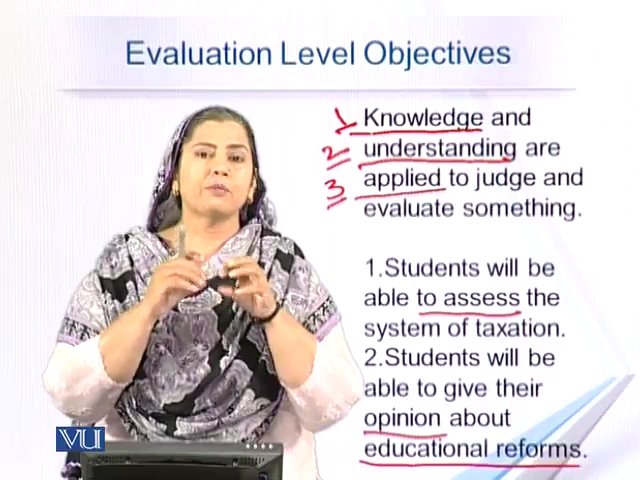 Evaluation Level Objectives
1 Knowledge and
2 understanding are
3 applied to judge and
evaluate something.
1.Students will be
able to assess the
system of taxation.
2.Students will be
able to give their
opinion about
educational reforms.
VU